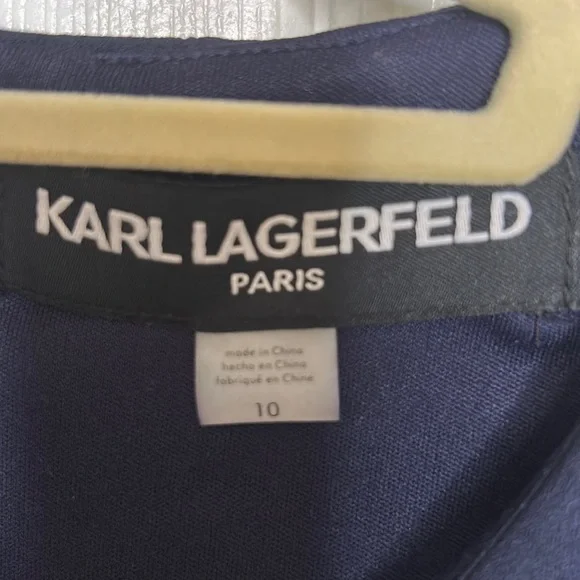 KARL LAGERFELD
PARIS
made in China
hecho en China
fabriqué en Chine
10